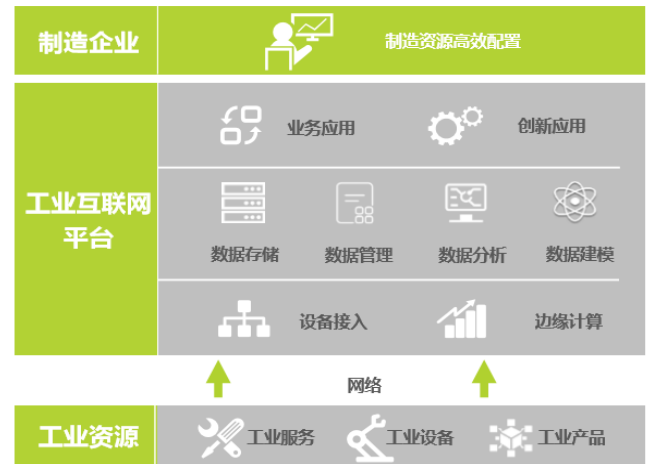 制造企业
制造资源高效配置
业务应用
创新应用
工业互联网
平台
数据存储
数据管理
数据分析
数据建模
设备接入
边缘计算
网络
工业资源
工业服务
工业设备
工业产品